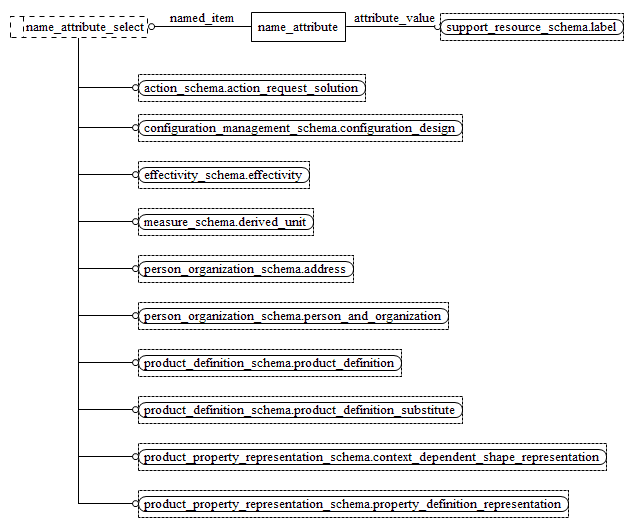 named_item attribute_value
name_attribute_select name_attribute support_resource_schema.label
action_schema.action_request_solution
configuration_management_schema.configuration_design
effectivity_schema.effectivity
measure_schema.derived_unit
person_organization_schema.address
person_organization_schema.person_and_organization
product_definition_schema.product_definition
product_definition_schema.product_definition_substitute
product_property_representation_schema.context_dependent_shape_representation
product_property_representation_schema.property_definition_representation